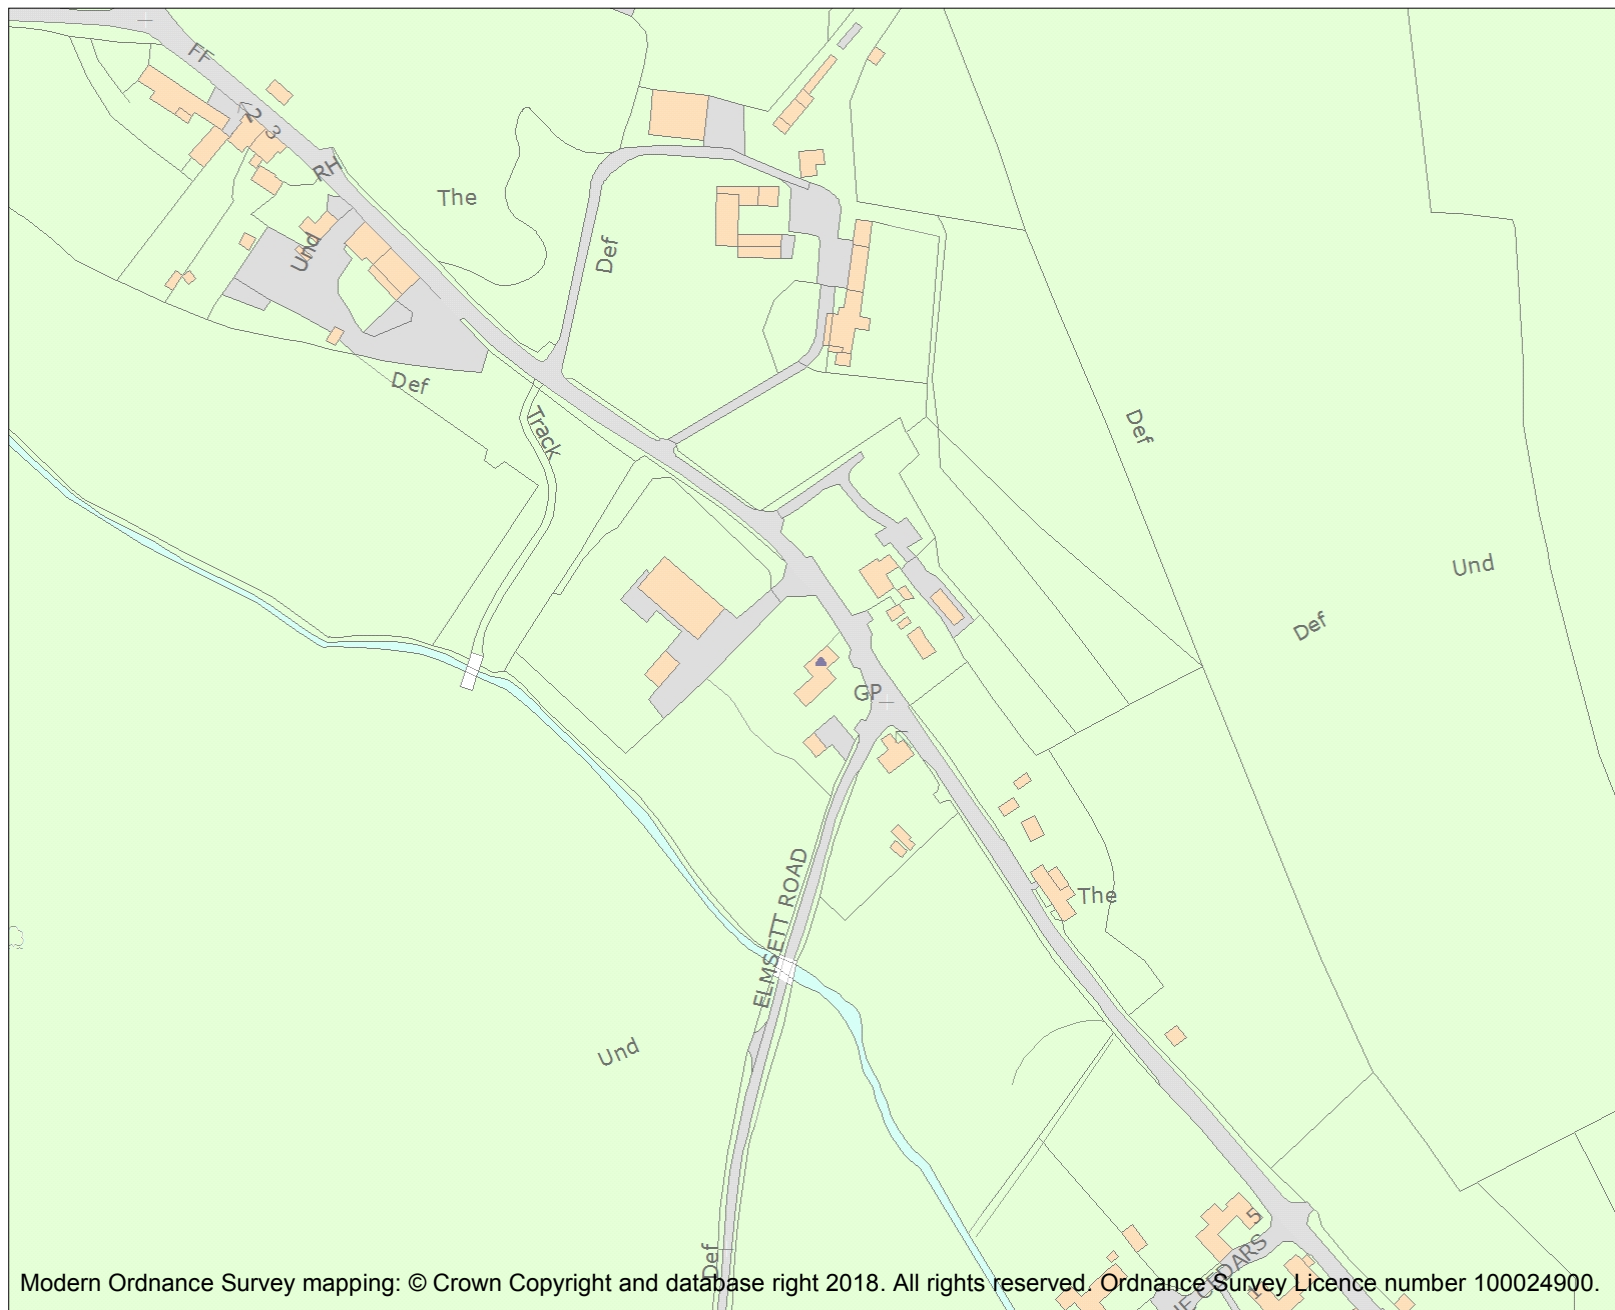 FF
2
3
RH
The
Und
Def
Def
Track
Def
Und
Def
GP
The
ELMSETT ROAD
Und
5
Def
Modern Ordnance Survey mapping: © Crown Copyright and database right 2018. All rights reserved. Ordnance Survey Licence number 100024900.